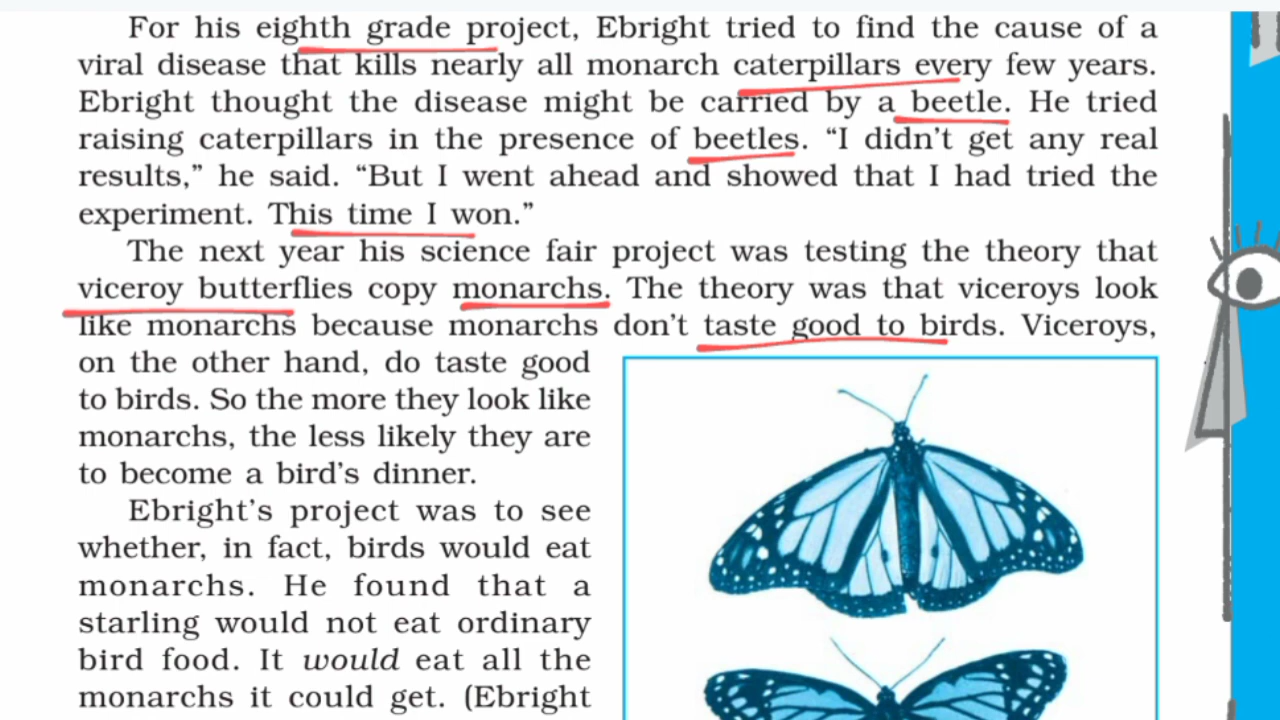 For his eighth grade project, Ebright tried to find the cause of a
viral disease that kills nearly all monarch caterpillars every few years.
Ebright thought the disease might be carried by a beetle. He tried
raising caterpillars in the presence of beetles. “I didn’t get any real
results,” he said. “But I went ahead and showed that I had tried the
experiment. This time I won.”
The next year his science fair project was testing the theory that
viceroy butterflies copy monarchs. The theory was that viceroys look
like monarchs because monarchs don’t taste good to birds. Viceroys,
on the other hand, do taste good
to birds. So the more they look like
monarchs, the less likely they are
to become a bird’s dinner.
Ebright’s project was to see
whether, in fact, birds would eat
monarchs. He found that a
starling would not eat ordinary
bird food. It would eat all the
monarchs it could get. (Ebright